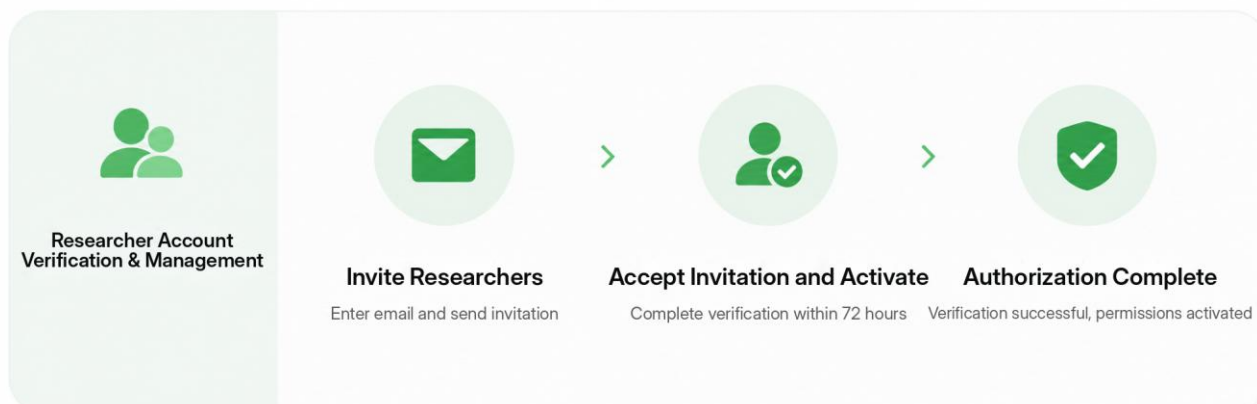 Researcher Account
Verification & Management
Invite Researchers
Enter email and send invitation
Accept Invitation and Activate
Complete verification within 72 hours
Authorization Complete
Verification successful, permissions activated